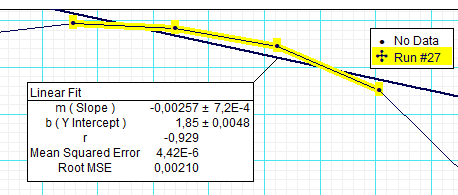 No Data
Run #27
Linear Fit
m ( Slope ) -0,00257 ± 7,2E-4
b ( Y Intercept ) 1,85 ± 0,0048
r -0,929
Mean Squared Error 4,42E-6
Root MSE 0,00210